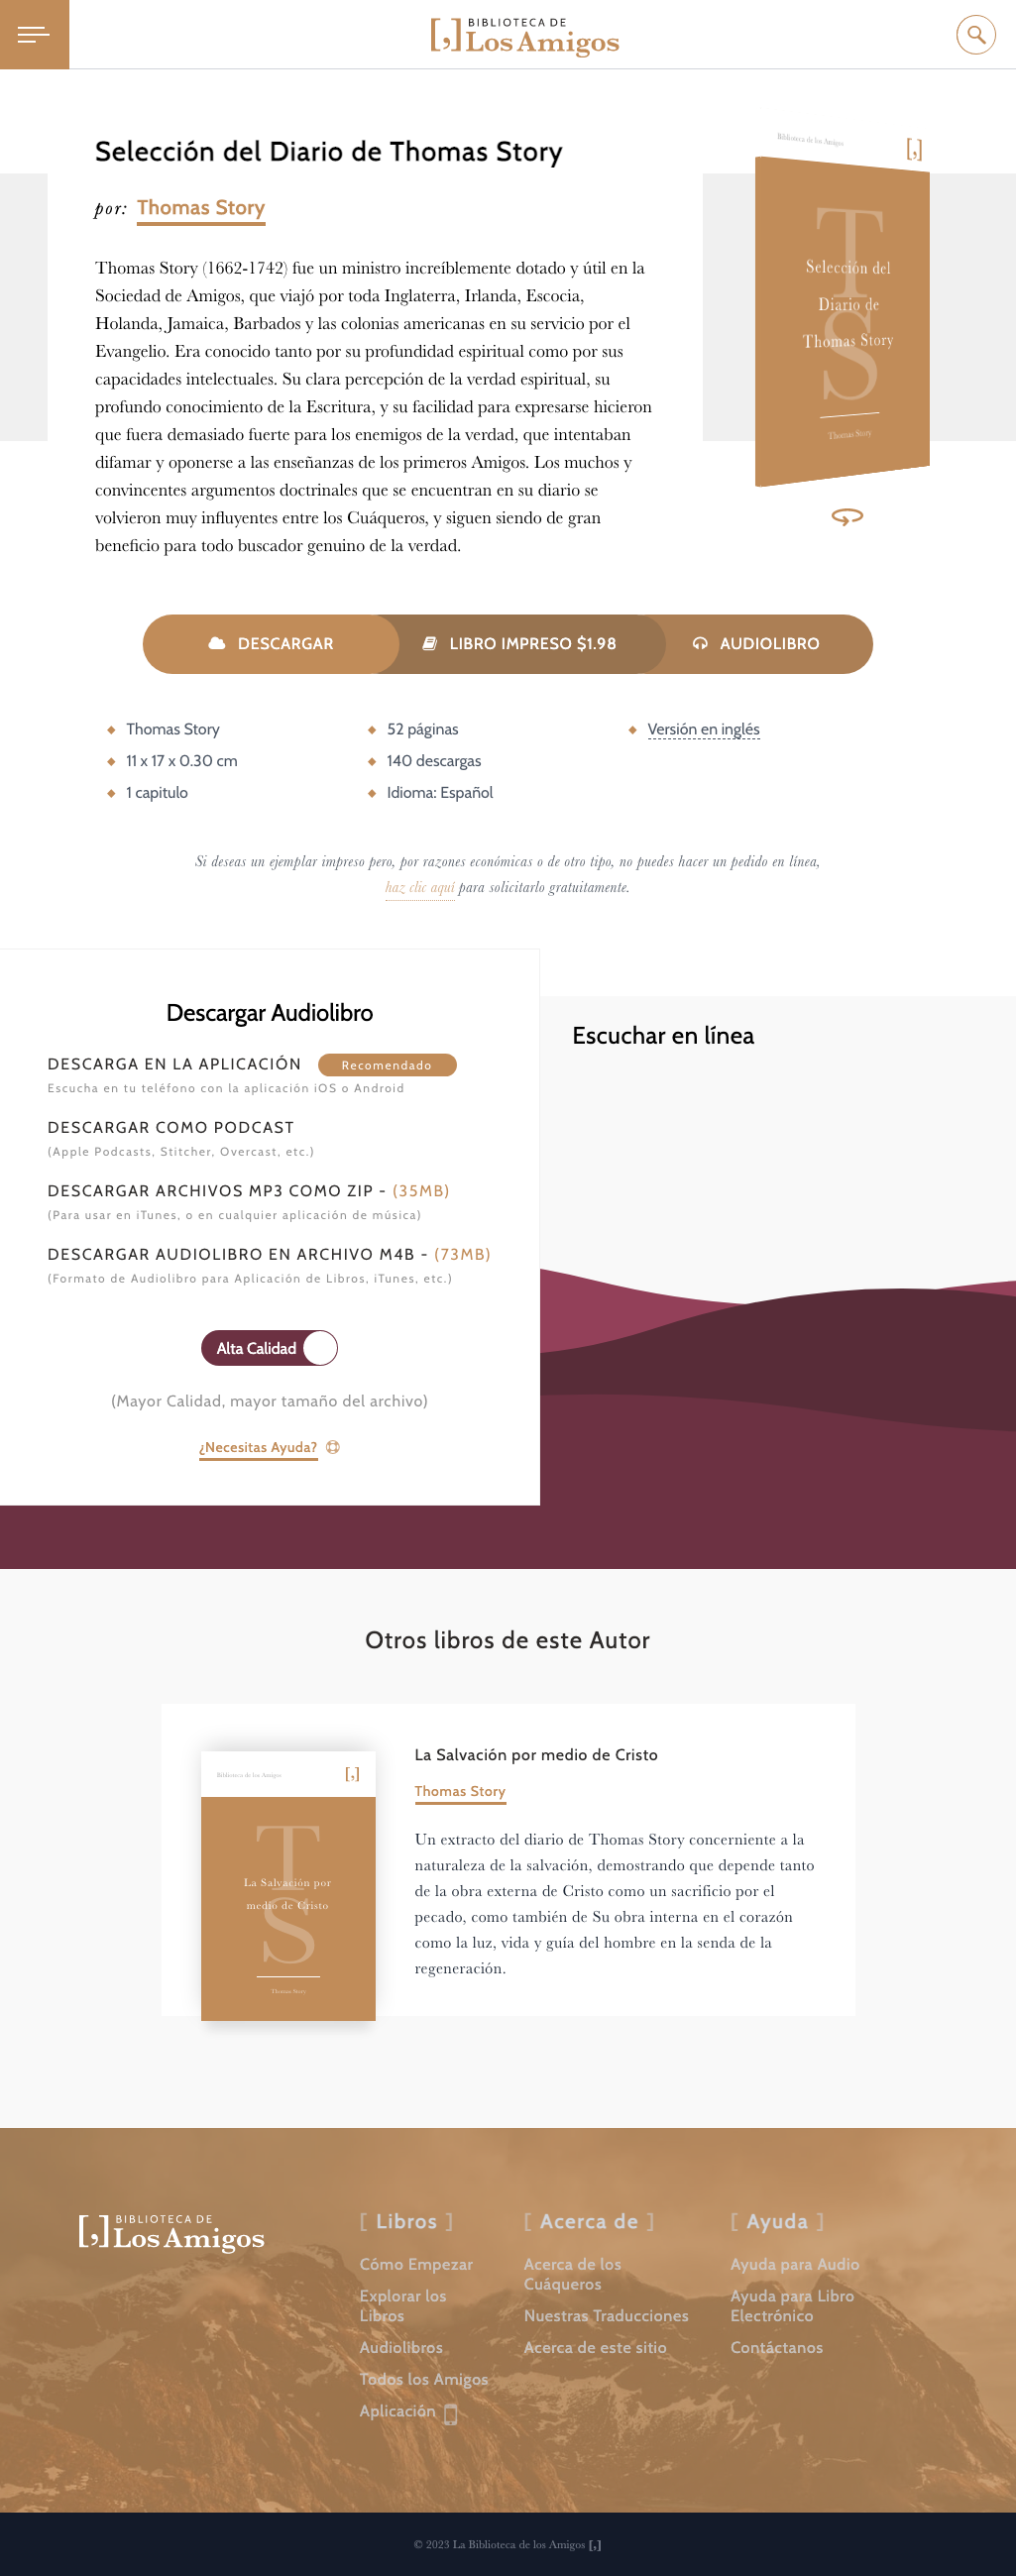 BIBLIOTECA DE
[,] Los Amigos
Selección del Diario de Thomas Story
por: Thomas Story
Thomas Story (1662-1742) fue un ministro increíblemente dotado y útil en la
Sociedad de Amigos, que viajó por toda Inglaterra, Irlanda, Escocia,
Holanda, Jamaica, Barbados y las colonias americanas en su servicio por el
Evangelio. Era conocido tanto por su profundidad espiritual como por sus
capacidades intelectuales. Su clara percepción de la verdad espiritual, su
profundo conocimiento de la Escritura, y su facilidad para expresarse hicieron
que fuera demasiado fuerte para los enemigos de la verdad, que intentaban
difamar y oponerse a las enseñanzas de los primeros Amigos. Los muchos y
convincentes argumentos doctrinales que se encuentran en su diario se
volvieron muy influyentes entre los Cuáqueros, y siguen siendo de gran
beneficio para todo buscador genuino de la verdad.
Biblioteca de los Amigos
[,]
T
S
Selección del
Diario de
Thomas Story
Thomas Story
DESCARGAR
LIBRO IMPRESO $1.98
AUDIOLIBRO
Thomas Story
11 x 17 x 0.30 cm
1 capitulo
52 páginas
140 descargas
Idioma: Español
Versión en inglés
Si deseas un ejemplar impreso pero, por razones económicas o de otro tipo, no puedes hacer un pedido en línea,
haz clic aquí para solicitarlo gratuitamente.
Descargar Audiolibro
DESCARGA EN LA APLICACIÓN Recomendado
Escucha en tu teléfono con la aplicación iOS o Android
DESCARGAR COMO PODCAST
(Apple Podcasts, Stitcher, Overcast, etc.)
DESCARGAR ARCHIVOS MP3 COMO ZIP - (35MB)
(Para usar en iTunes, o en cualquier aplicación de música)
DESCARGAR AUDIOLIBRO EN ARCHIVO M4B - (73MB)
(Formato de Audiolibro para Aplicación de Libros, iTunes, etc.)
Alta Calidad
(Mayor Calidad, mayor tamaño del archivo)
¿Necesitas Ayuda?
Escuchar en línea
Otros libros de este Autor
Biblioteca de los Amigos
[,]
T
S
La Salvación por
medio de Cristo
Thomas Story
La Salvación por medio de Cristo
Thomas Story
Un extracto del diario de Thomas Story concerniente a la
naturaleza de la salvación, demostrando que depende tanto
de la obra externa de Cristo como un sacrificio por el
pecado, como también de Su obra interna en el corazón
como la luz, vida y guía del hombre en la senda de la
regeneración.
BIBLIOTECA DE
[,] Los Amigos
[ Libros ]
Cómo Empezar
Explorar los
Libros
Audiolibros
Todos los Amigos
Aplicación
[ Acerca de ]
Acerca de los
Cuáqueros
Nuestras Traducciones
Acerca de este sitio
[ Ayuda ]
Ayuda para Audio
Ayuda para Libro
Electrónico
Contáctanos
© 2023 La Biblioteca de los Amigos [,]